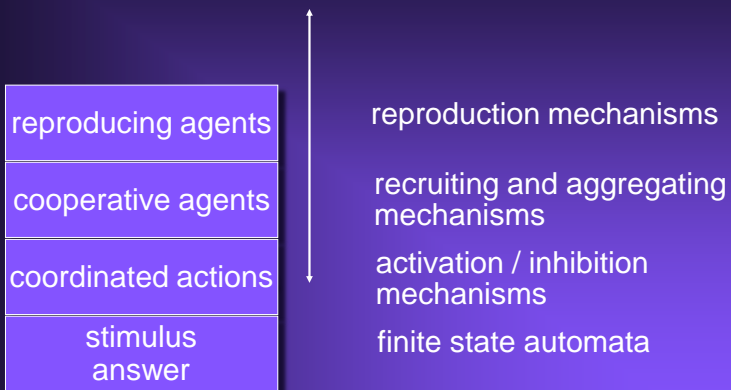 reproducing agents
reproduction mechanisms
cooperative agents
recruiting and aggregating
mechanisms
coordinated actions
activation / inhibition
mechanisms
stimulus
answer
finite state automata